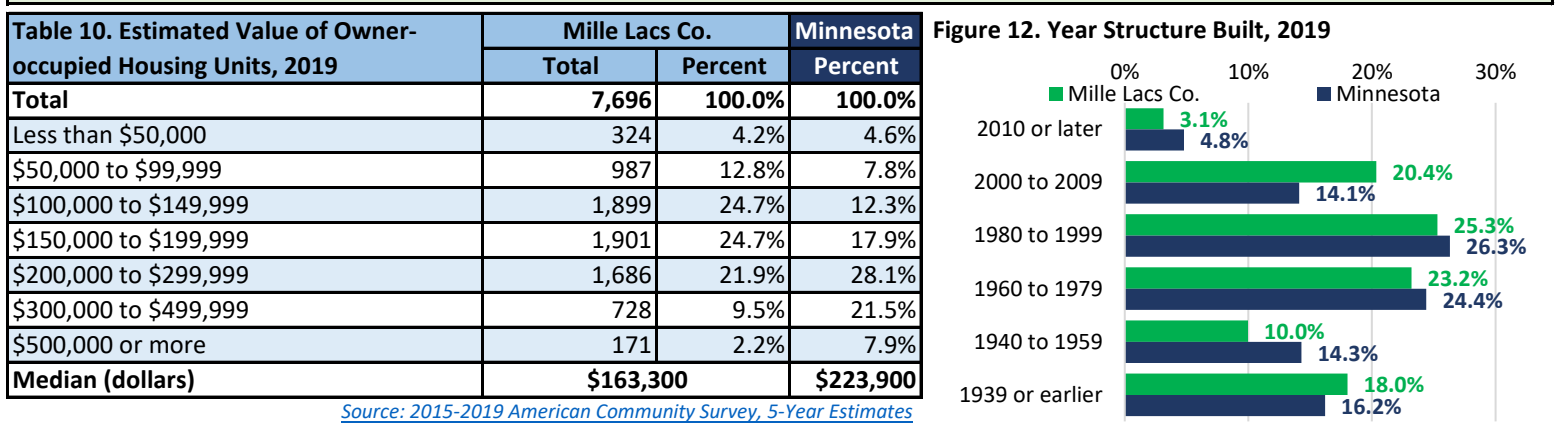 Table 10. Estimated Value of Owner-occupied Housing Units, 2019 Mille Lacs Co. Minnesota
Total Percent Percent
Total 7,696 100.0% 100.0%
Less than $50,000 324 4.2% 4.6%
$50,000 to $99,999 987 12.8% 7.8%
$100,000 to $149,999 1,899 24.7% 12.3%
$150,000 to $199,999 1,901 24.7% 17.9%
$200,000 to $299,999 1,686 21.9% 28.1%
$300,000 to $499,999 728 9.5% 21.5%
$500,000 or more 171 2.2% 7.9%
Median (dollars) $163,300 $223,900
Source: 2015-2019 American Community Survey, 5-Year Estimates
Figure 12. Year Structure Built, 2019
0% 10% 20% 30%
Mille Lacs Co. Minnesota
2010 or later 3.1% 4.8%
2000 to 2009 20.4% 14.1%
1980 to 1999 25.3% 26.3%
1960 to 1979 23.2% 24.4%
1940 to 1959 10.0% 14.3%
1939 or earlier 18.0% 16.2%